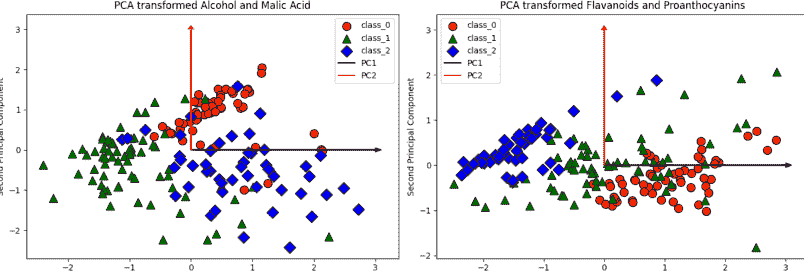 PCA transformed Alcohol and Malic Acid
3
2
1
0
−1
−2
−2
−1
0
1
2
3
class_0
class_1
class_2
PC1
PC2
Principal Component
PCA transformed Flavanoids and Proanthocyanins
3
2
1
0
−1
−2
−2
−1
0
1
2
3
class_0
class_1
class_2
PC1
PC2
Second Principal Component